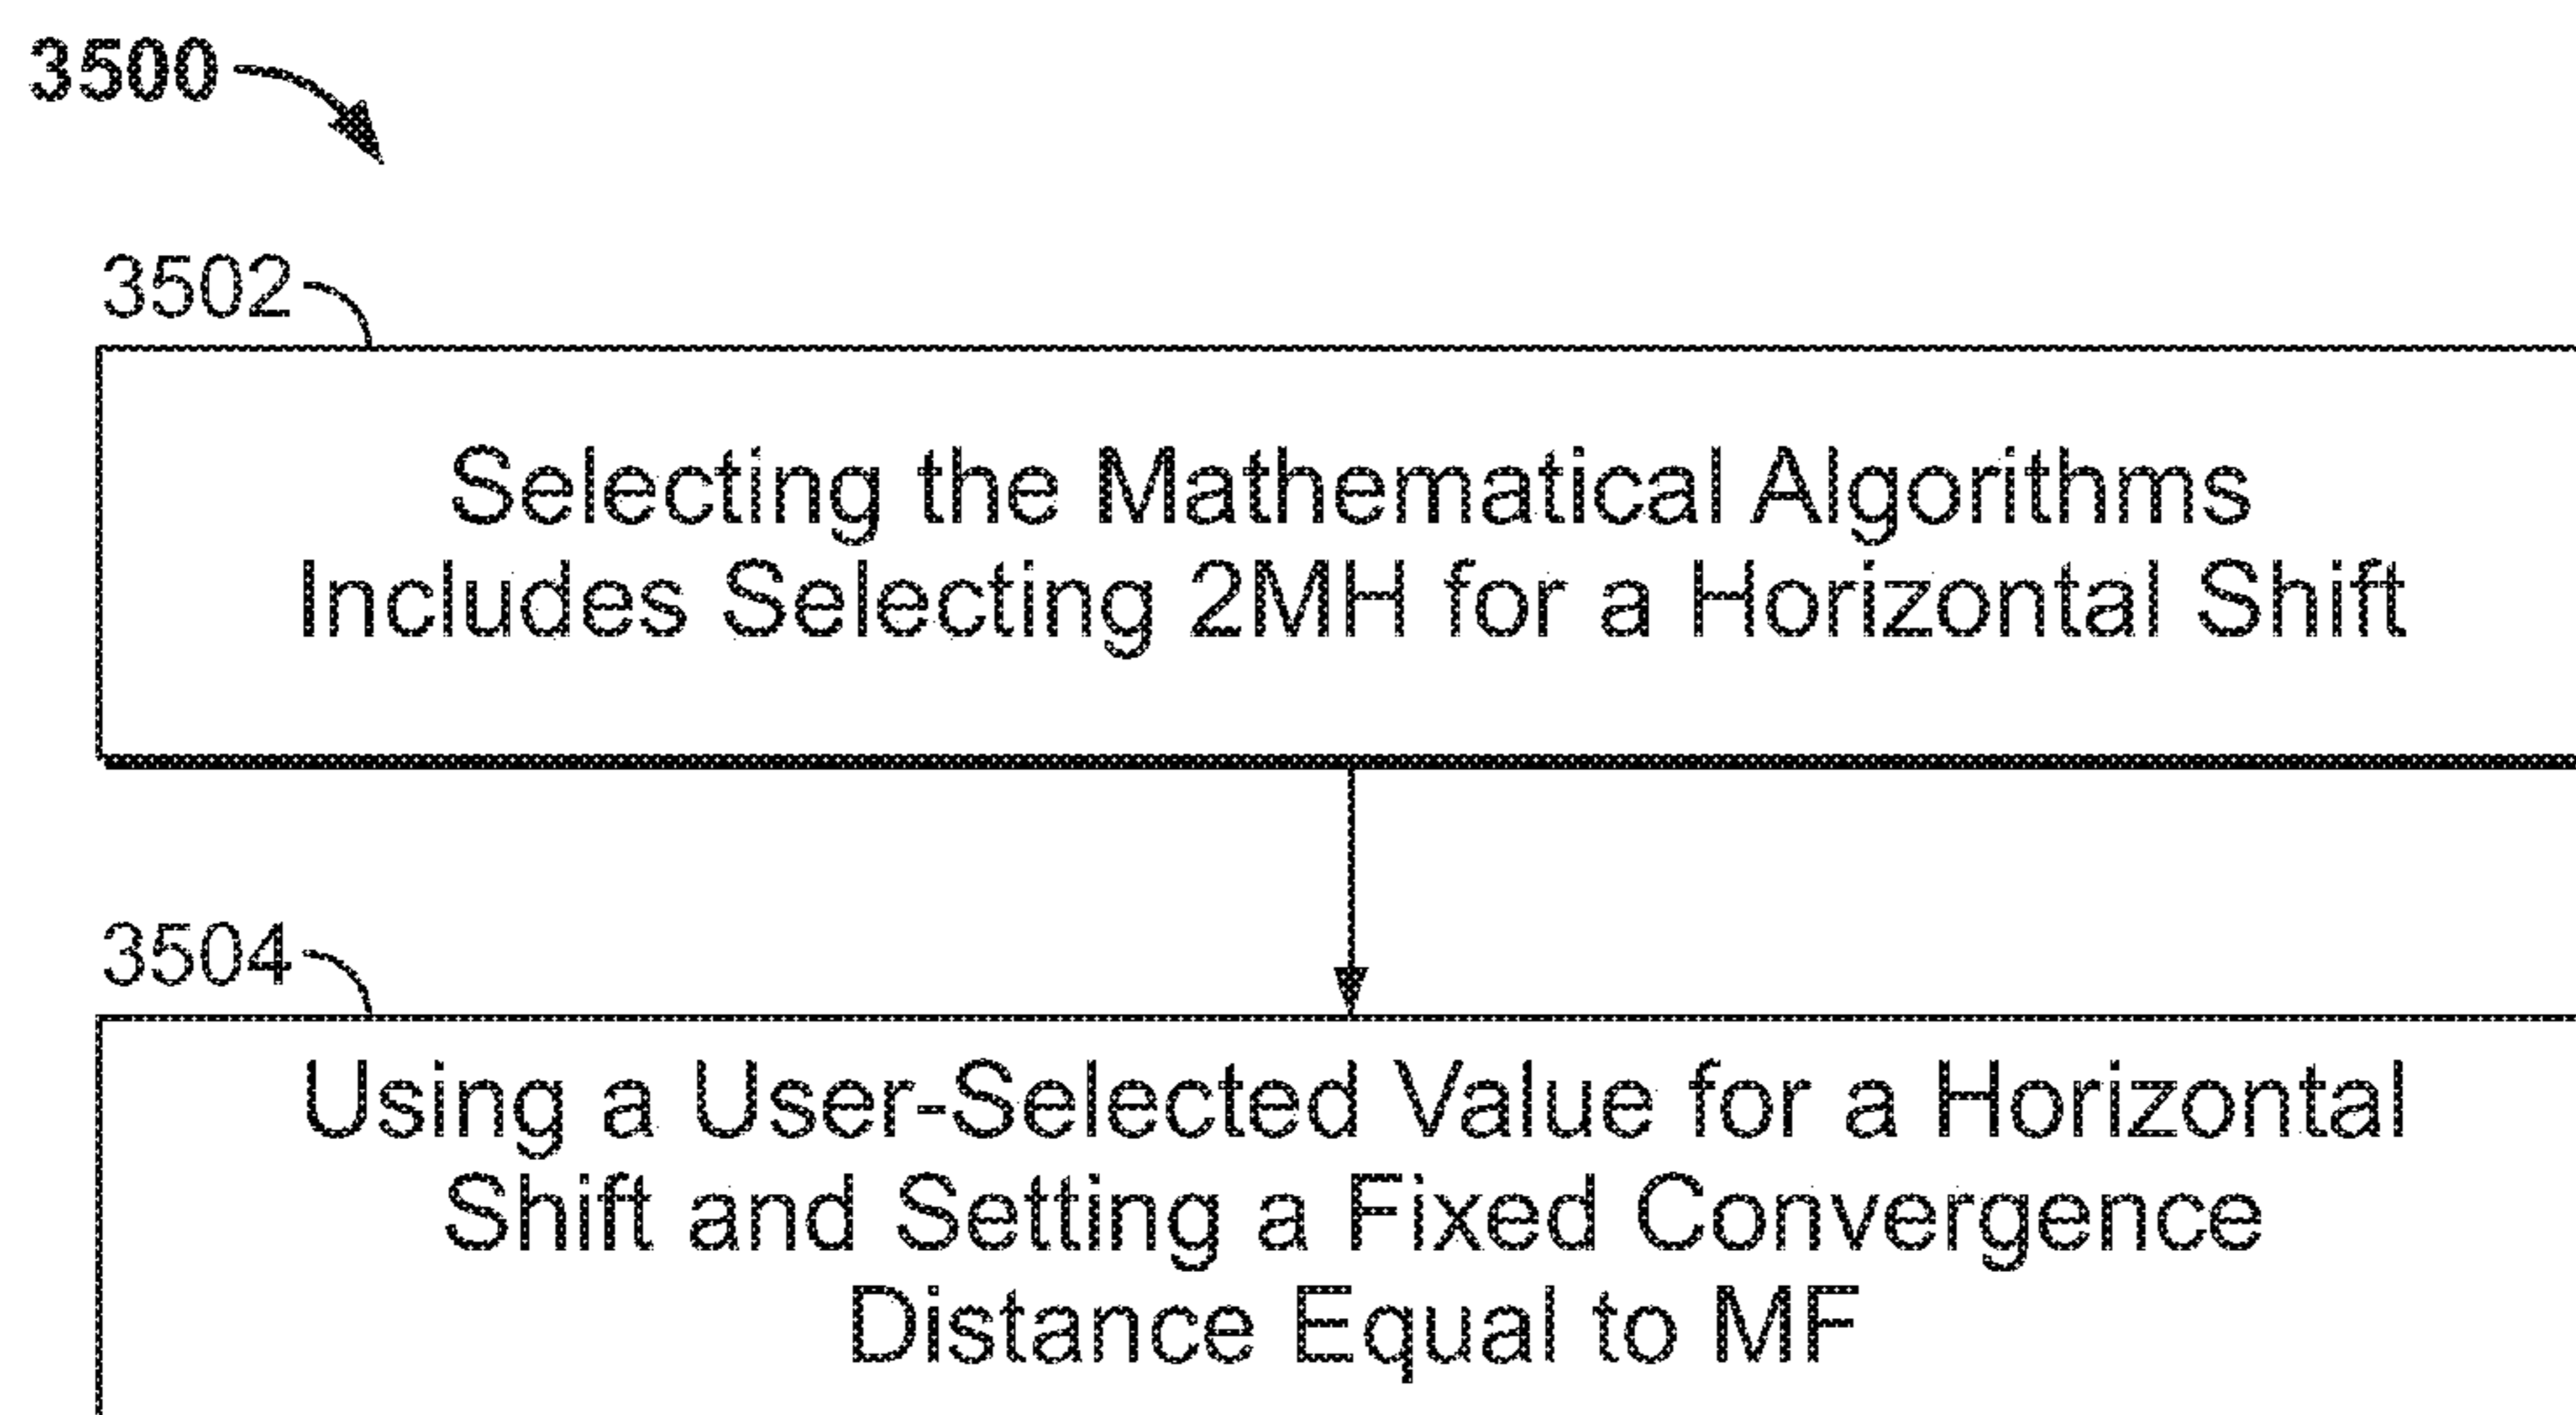 3500
3502
Selecting the Mathematical Algorithms
Includes Selecting 2MH for a Horizontal Shift
3504
Using a User-Selected Value for a Horizontal
Shift and Setting a Fixed Convergence
Distance Equal to MF